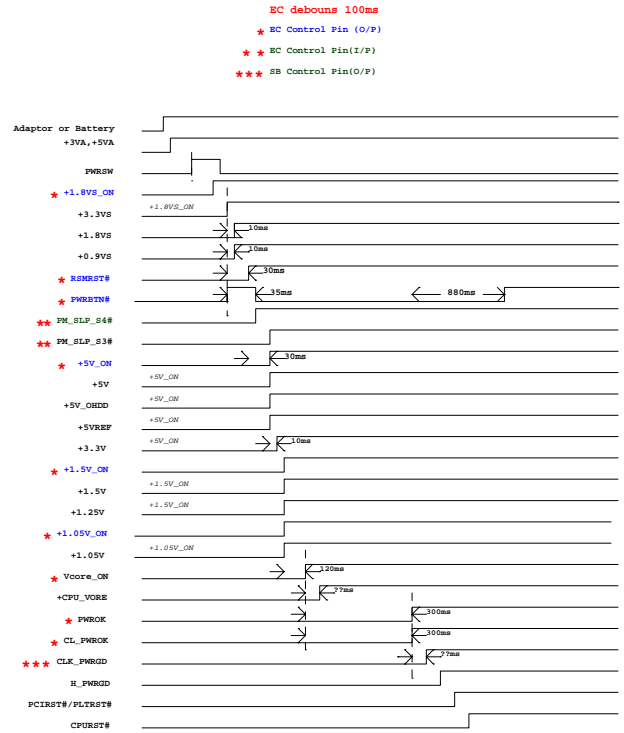 EC debouns 100ms
* EC Control Pin (O/P)
* * EC Control Pin(I/P)
*** SB Control Pin(O/P)
Adaptor or Battery
+3VA,+5VA
PWRSW
* +1.8VS_ON
+3.3VS +1.8VS_ON
+1.8VS 10ms
+0.9VS 10ms
* RSMRST# 30ms
* PWRBTN# 35ms 880ms
** PM_SLP_S4#
** PM_SLP_S3#
* +5V_ON 30ms
+5V +5V_ON
+5V_OHDD +5V_ON
+5VREF +5V_ON
+3.3V +5V_ON 10ms
* +1.5V_ON
+1.5V +1.5V_ON
+1.25V +1.5V_ON
* +1.05V_ON
+1.05V +1.05V_ON
* Vcore_ON 120ms
+CPU_VORE ??ms
* PWROK 300ms
* CL_PWROK 300ms
*** CLK_PWRGD ??ms
H_PWRGD
PCIRST#/PLTRST#
CPURST#